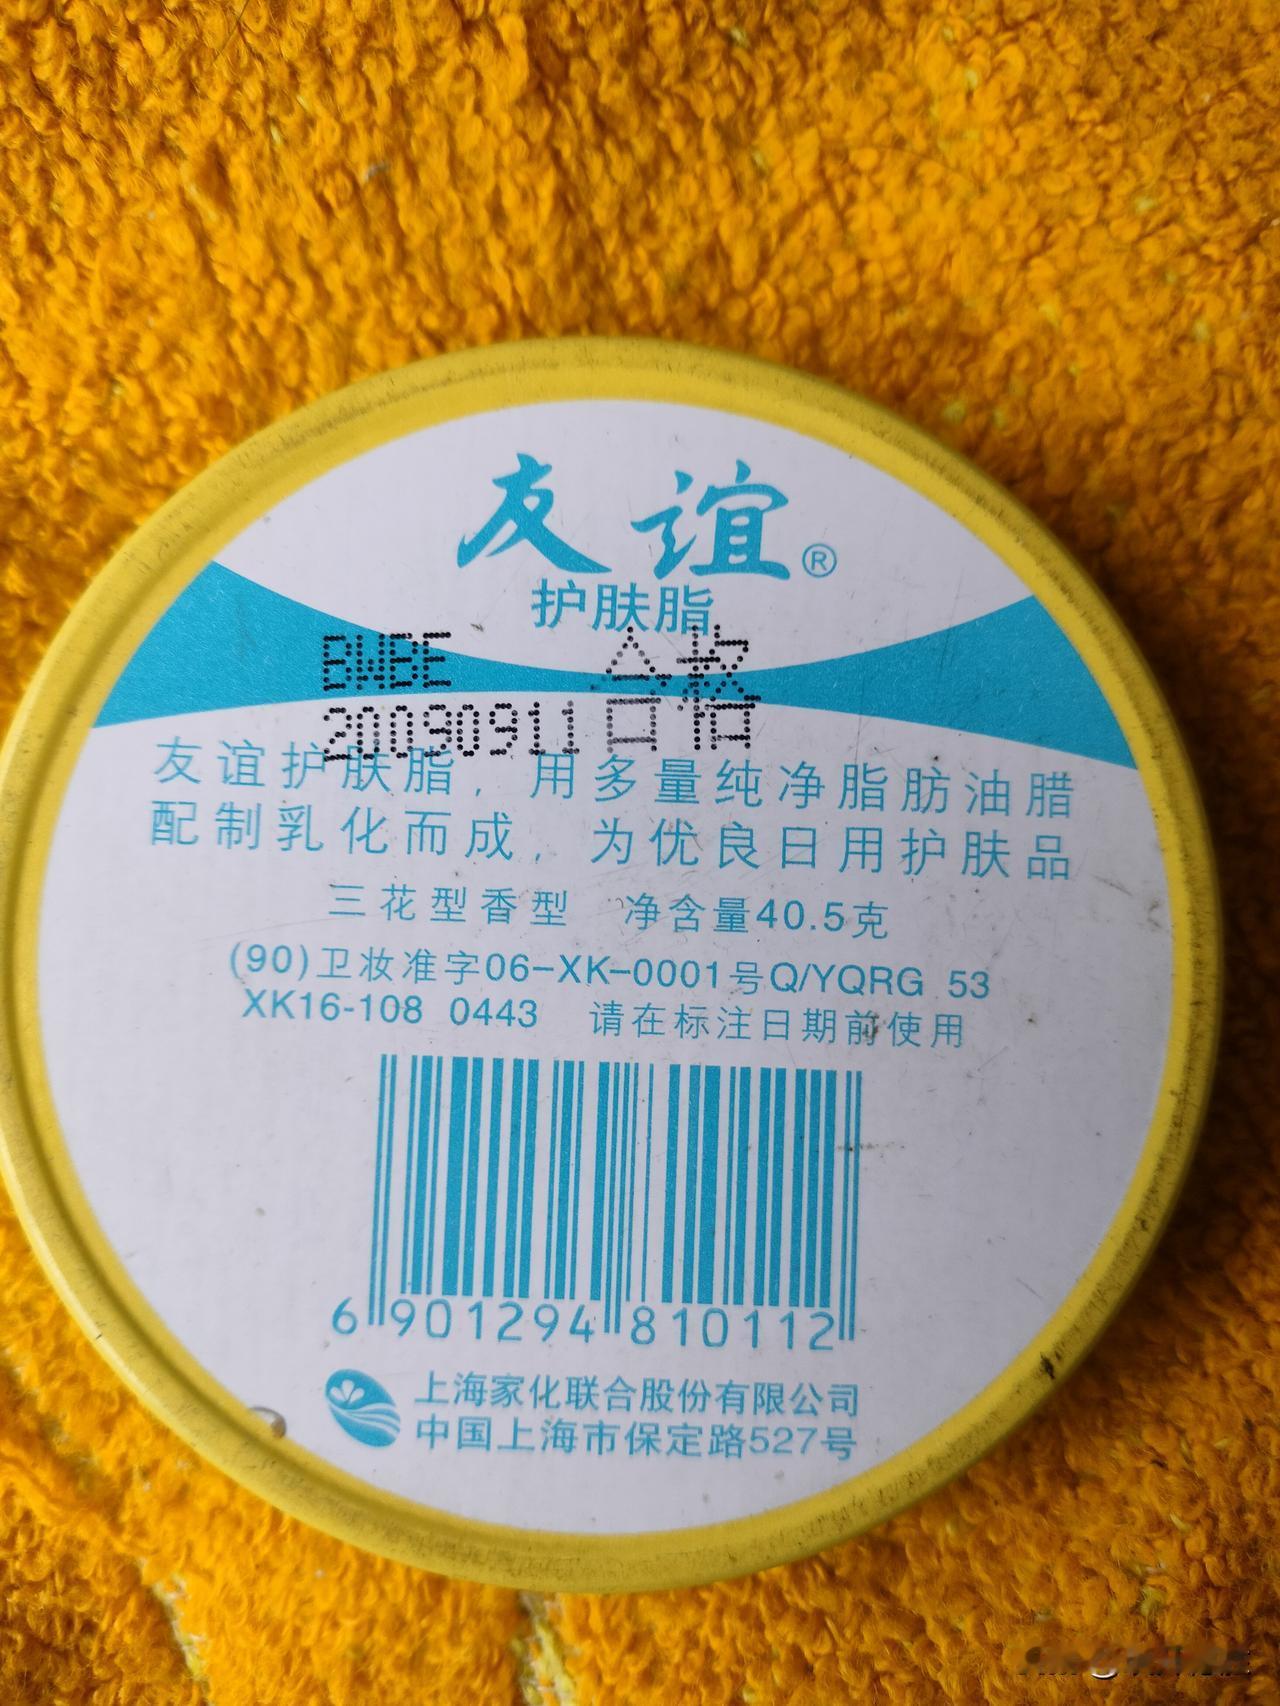 友谊®
护肤脂
BWBE 合格
20090911
友谊护肤脂，用多量纯净脂肪油腊
配制乳化而成，为优良日用护肤品
三花型香型 净含量40.5克
(90)卫妆准字06-XK-0001号Q/YQRG 53
XK16-108 0443 请在标注日期前使用
6 901294 810112
上海家化联合股份有限公司
中国上海市保定路527号